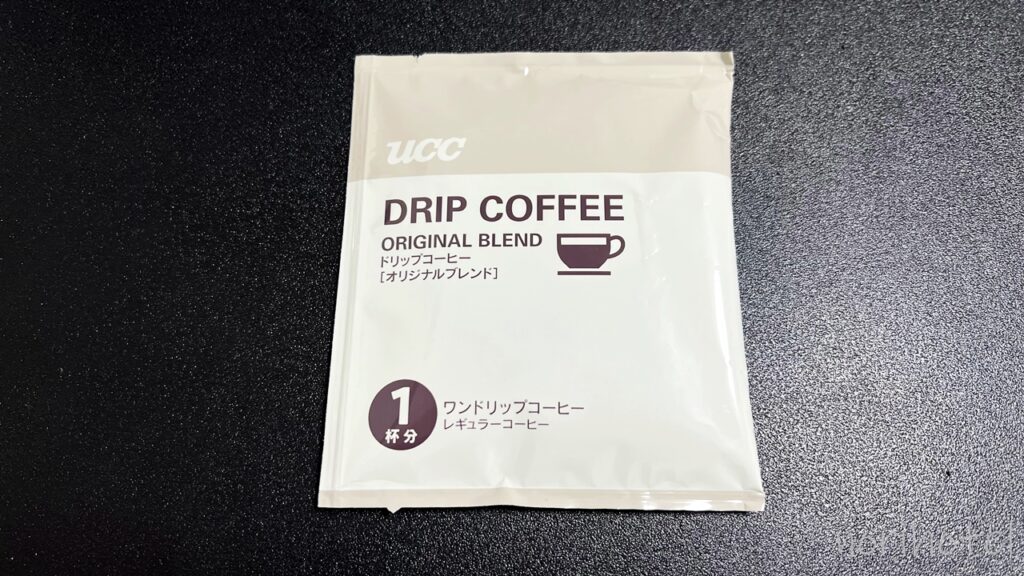 UCC
DRIP COFFEE
ORIGINAL BLEND
ドリップコーヒー
[オリジナルブレンド]
1
杯分
ワンドリップコーヒー
レギュラーコーヒー